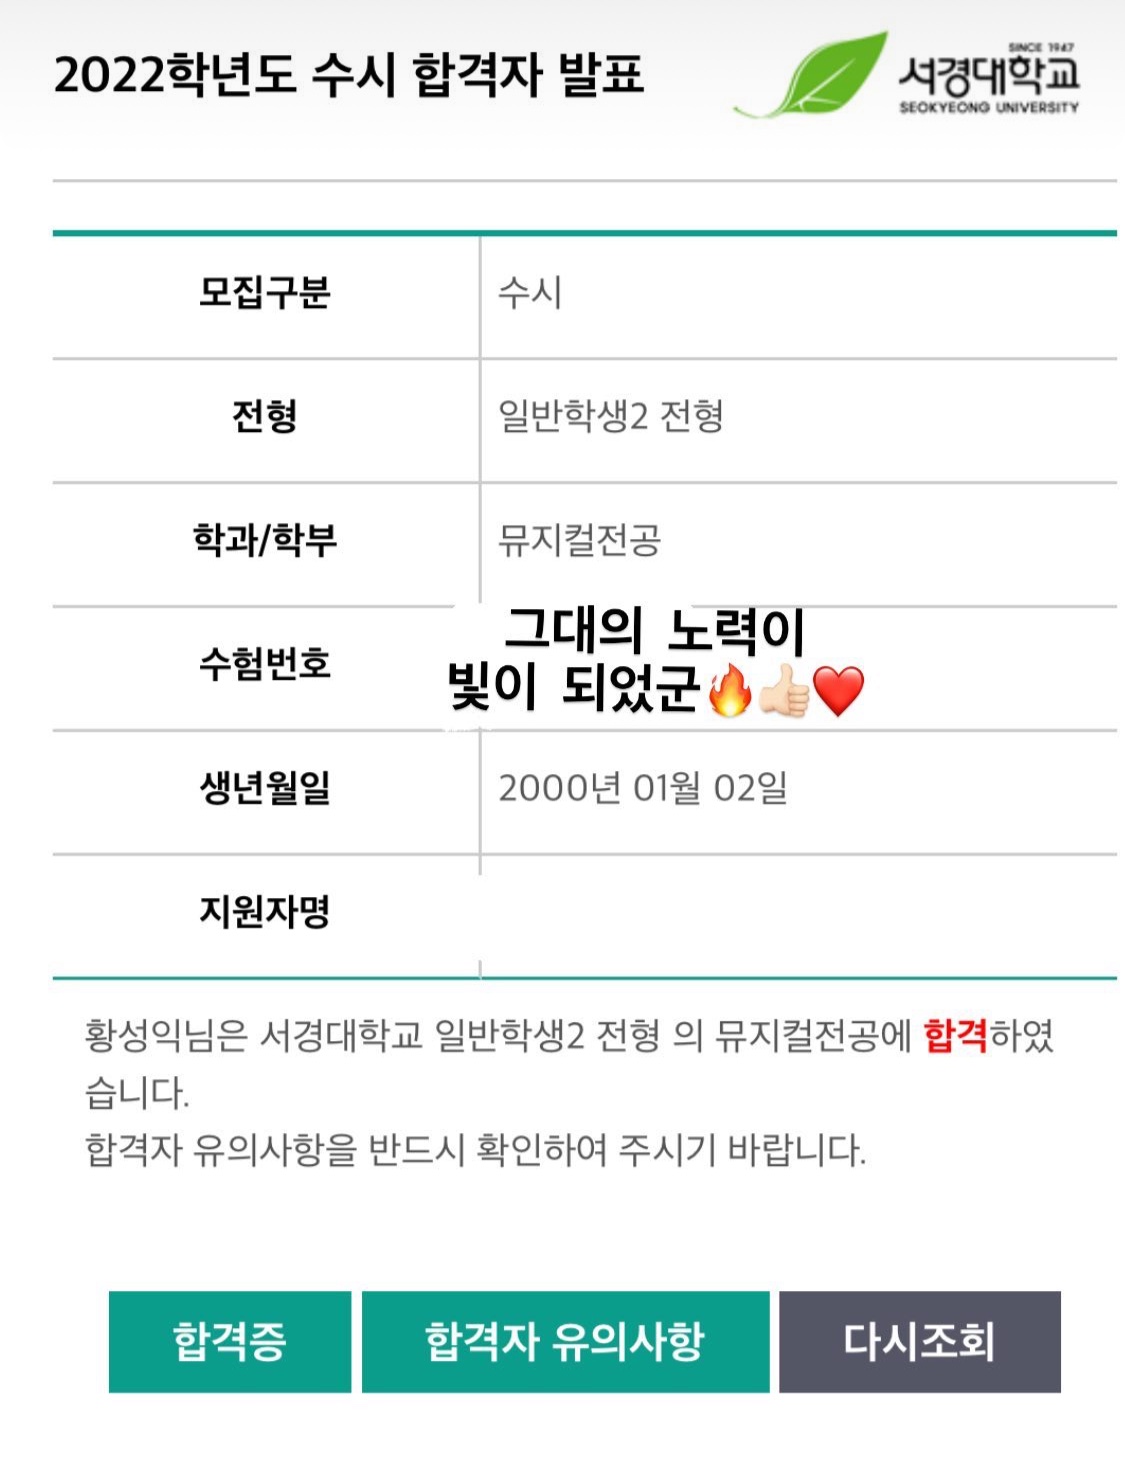 2022학년도 수시 합격자 발표
SINCE 1947
서경대학교
SEOKYEONG UNIVERSITY
모집구분 수시
전형 일반학생2 전형
학과/학부 뮤지컬전공
그대의 노력이
수험번호
빛이 되었군🔥👍🏻❤️
생년월일 2000년 01월 02일
지원자명
황성익님은 서경대학교 일반학생2 전형 의 뮤지컬전공에 합격하였
습니다.
합격자 유의사항을 반드시 확인하여 주시기 바랍니다.
합격증 합격자 유의사항 다시조회